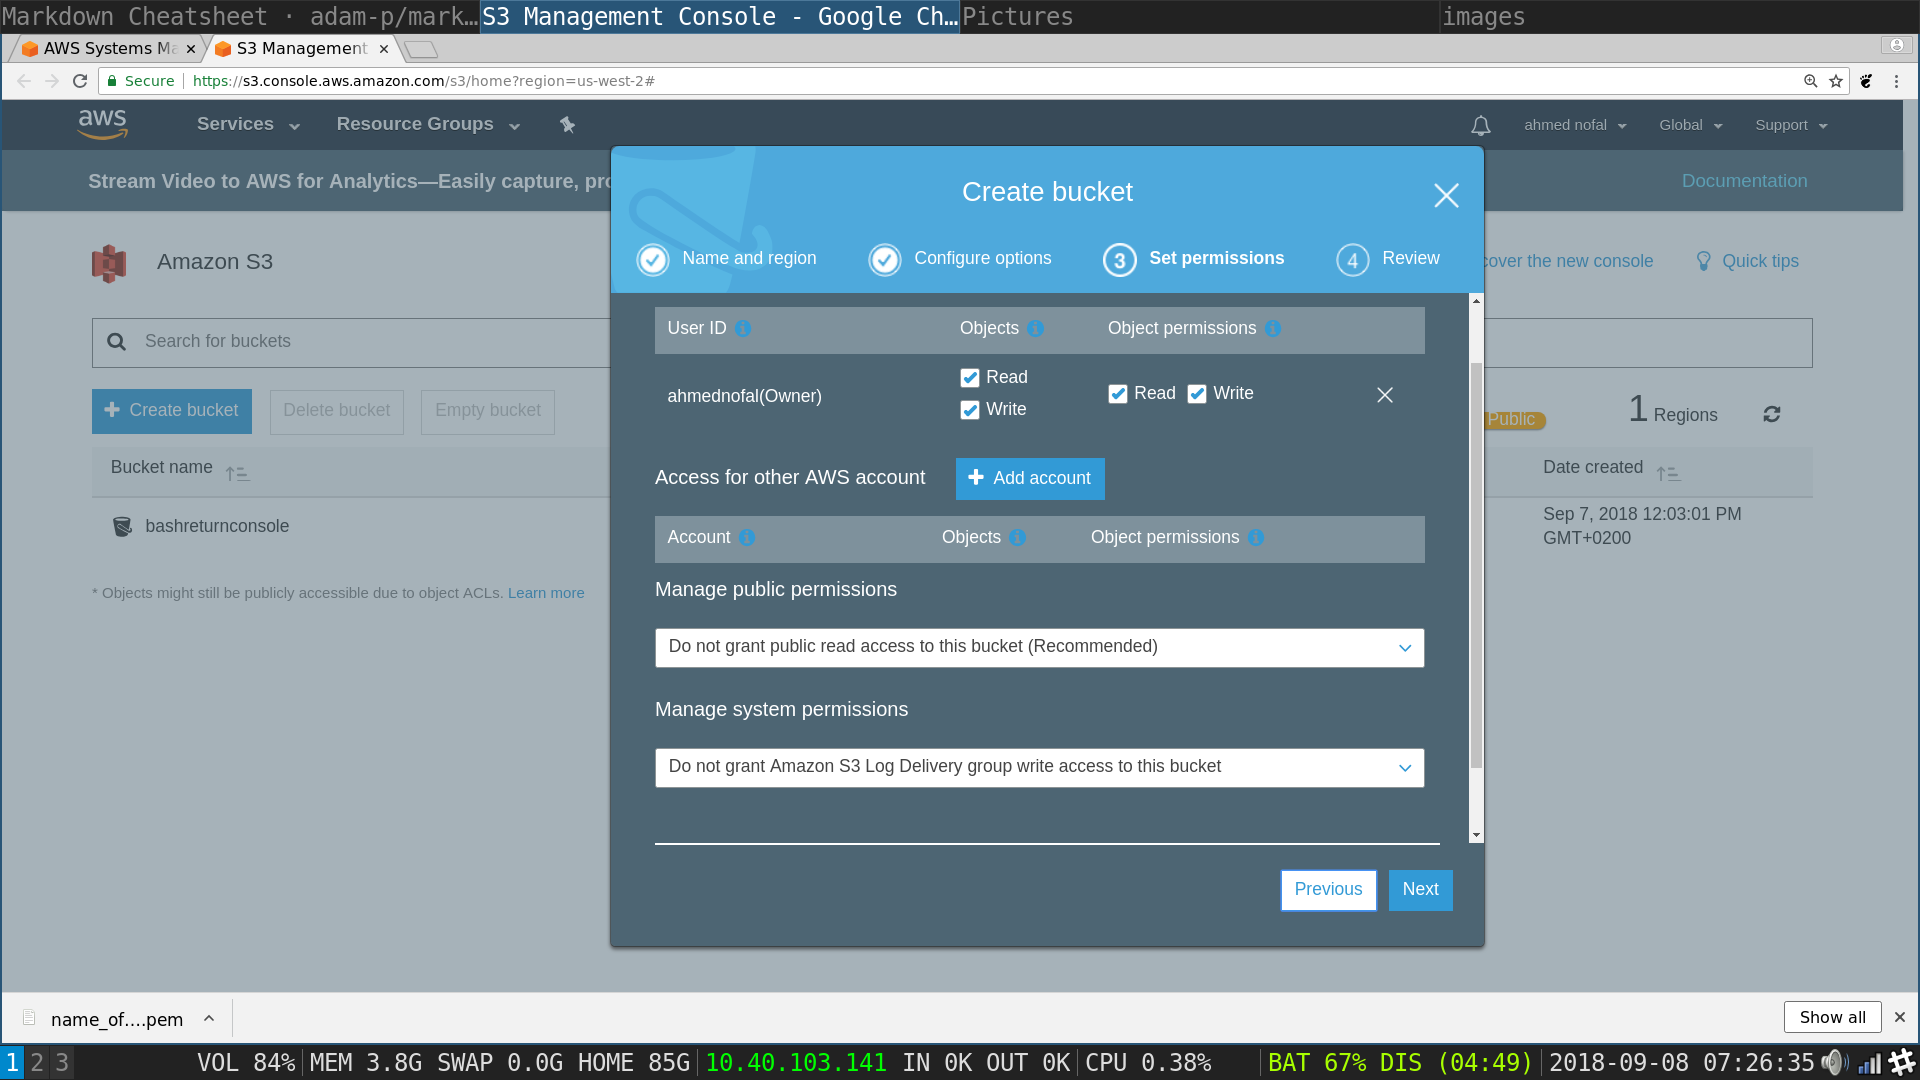 Markdown Cheatsheet · adam-p/mark… S3 Management Console - Google Ch… Pictures images
AWS Systems Ma S3 Management
Secure https://s3.console.aws.amazon.com/s3/home?region=us-west-2#
aws Services Resource Groups ahmed nofal Global Support
Stream Video to AWS for Analytics—Easily capture, pro Documentation
Create bucket
Name and region Configure options 3 Set permissions 4 Review
Amazon S3 cover the new console Quick tips
User ID Objects Object permissions
Search for buckets
ahmednofal(Owner) Read Write Read Write
Create bucket Delete bucket Empty bucket Public 1 Regions
Access for other AWS account Add account
Bucket name Date created
Account Objects Object permissions
bashreturnconsole Sep 7, 2018 12:03:01 PM
GMT+0200
Manage public permissions
* Objects might still be publicly accessible due to object ACLs. Learn more
Do not grant public read access to this bucket (Recommended)
Manage system permissions
Do not grant Amazon S3 Log Delivery group write access to this bucket
Previous Next
name_of....pem Show all
1 2 3 VOL 84% MEM 3.8G SWAP 0.0G HOME 85G 10.40.103.141 IN 0K OUT 0K CPU 0.38% BAT 67% DIS (04:49) 2018-09-08 07:26:35